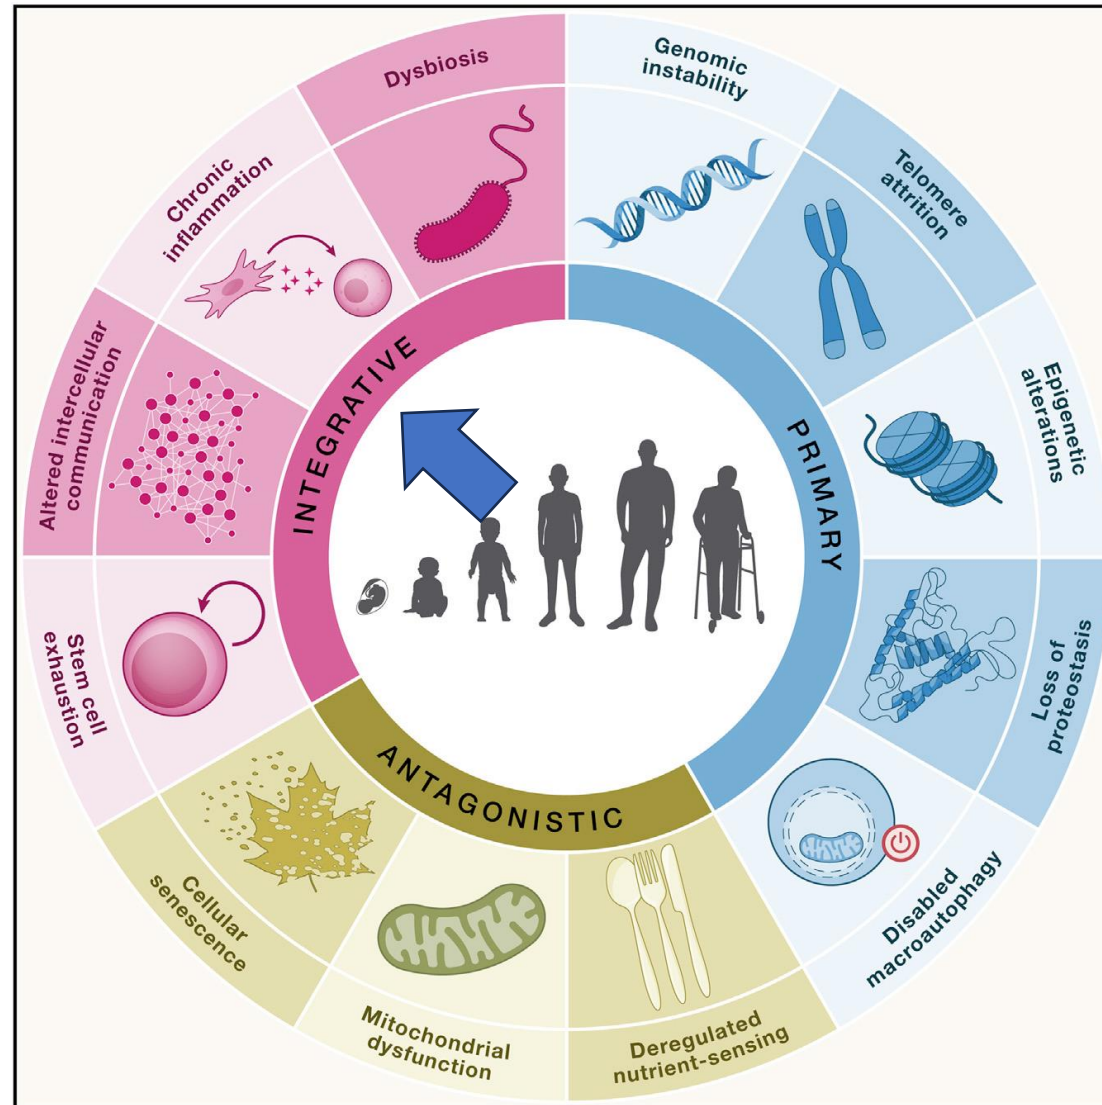 Dysbiosis
Genomic
instability
Telomere
attrition
Epigenetic
alterations
Loss of
proteostasis
Disabled
macroautophagy
Deregulated
nutrient-sensing
Mitochondrial
dysfunction
Cellular
senescence
Stem cell
exhaustion
Altered intercellular
communication
Chronic
inflammation
INTEGRATIVE
PRIMARY
ANTAGONISTIC